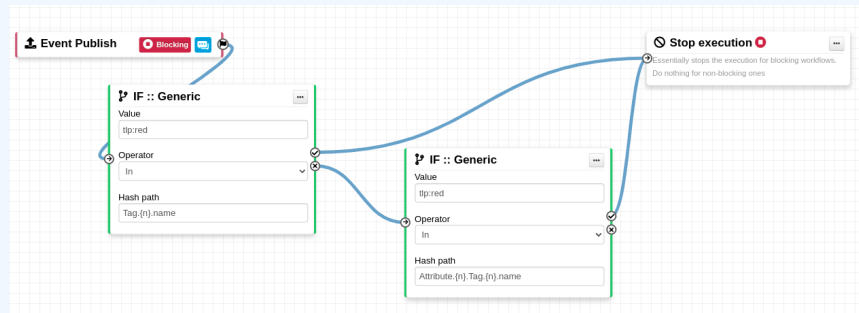 Event Publish
Blocking
IF :: Generic
Value
tlp:red
Operator
In
Hash path
Tag.{n}.name
IF :: Generic
Value
tlp:red
Operator
In
Hash path
Attribute.{n}.Tag.{n}.name
Stop execution
Essentially stops the execution for blocking workflows.
Do nothing for non-blocking ones